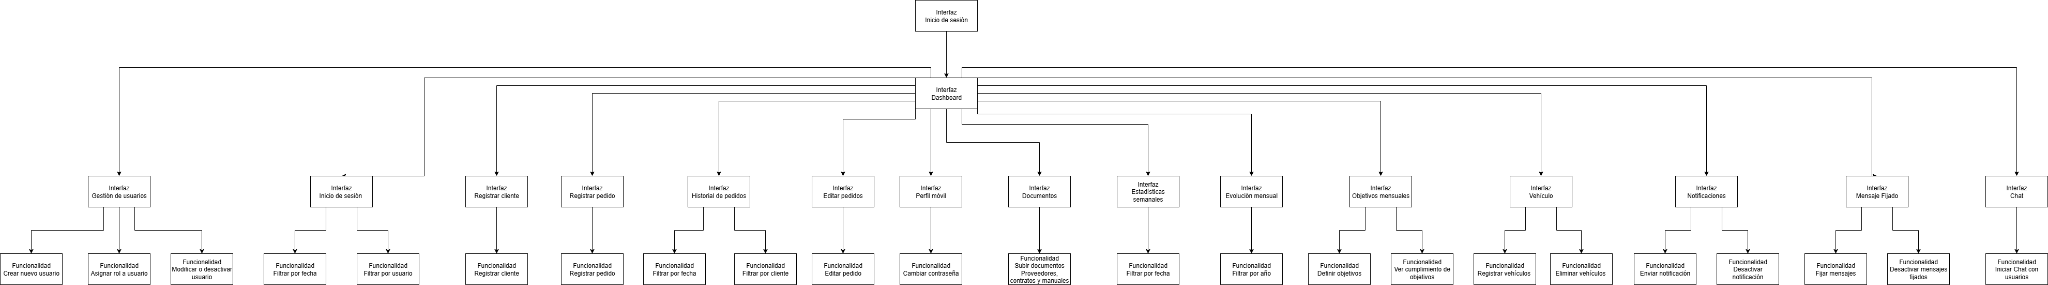 Interfaz
Inicio de sesión
Interfaz
Dashboard
Interfaz
Gestión de usuarios
Interfaz
Inicio de sesión
Interfaz
Registrar cliente
Interfaz
Registrar pedido
Interfaz
Historial de pedidos
Interfaz
Editar pedidos
Interfaz
Perfil móvil
Interfaz
Documentos
Interfaz
Estadísticas
semanales
Interfaz
Evolución mensual
Interfaz
Objetivos mensuales
Interfaz
Vehículo
Interfaz
Notificaciones
Interfaz
Mensaje Fijado
Interfaz
Chat
Funcionalidad
Crear nuevo usuario
Funcionalidad
Asignar rol a usuario
Funcionalidad
Modificar o desactivar
usuario
Funcionalidad
Filtrar por fecha
Funcionalidad
Filtrar por usuario
Funcionalidad
Registrar cliente
Funcionalidad
Registrar pedido
Funcionalidad
Filtrar por fecha
Funcionalidad
Filtrar por cliente
Funcionalidad
Editar pedido
Funcionalidad
Cambiar contraseña
Funcionalidad
Subir documentos
Proveedores,
contratos y manuales
Funcionalidad
Filtrar por fecha
Funcionalidad
Filtrar por año
Funcionalidad
Definir objetivos
Funcionalidad
Ver cumplimiento de
objetivos
Funcionalidad
Registrar vehículos
Funcionalidad
Eliminar vehículos
Funcionalidad
Enviar notificación
Funcionalidad
Desactivar
notificación
Funcionalidad
Fijar mensajes
Funcionalidad
Desactivar mensajes
fijados
Funcionalidad
Iniciar Chat con
usuarios